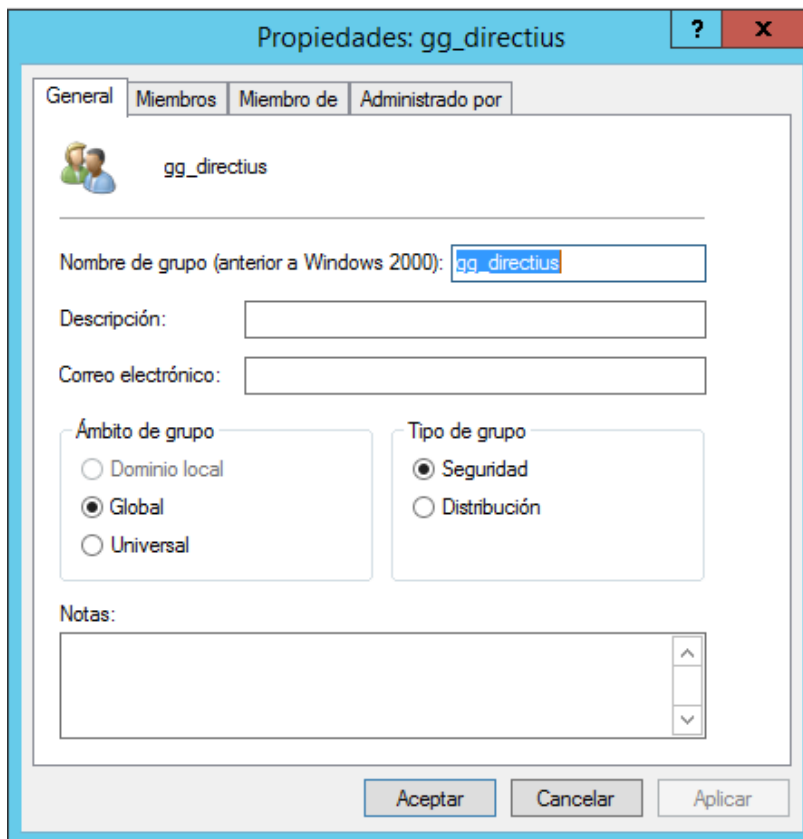 Propiedades: gg_directius
? x
General Miembros Miembro de Administrado por
gg_directius
Nombre de grupo (anterior a Windows 2000): gg_directius
Descripción:
Correo electrónico:
Ámbito de grupo Tipo de grupo
Dominio local Seguridad
Global Distribución
Universal
Notas:
Aceptar Cancelar Aplicar